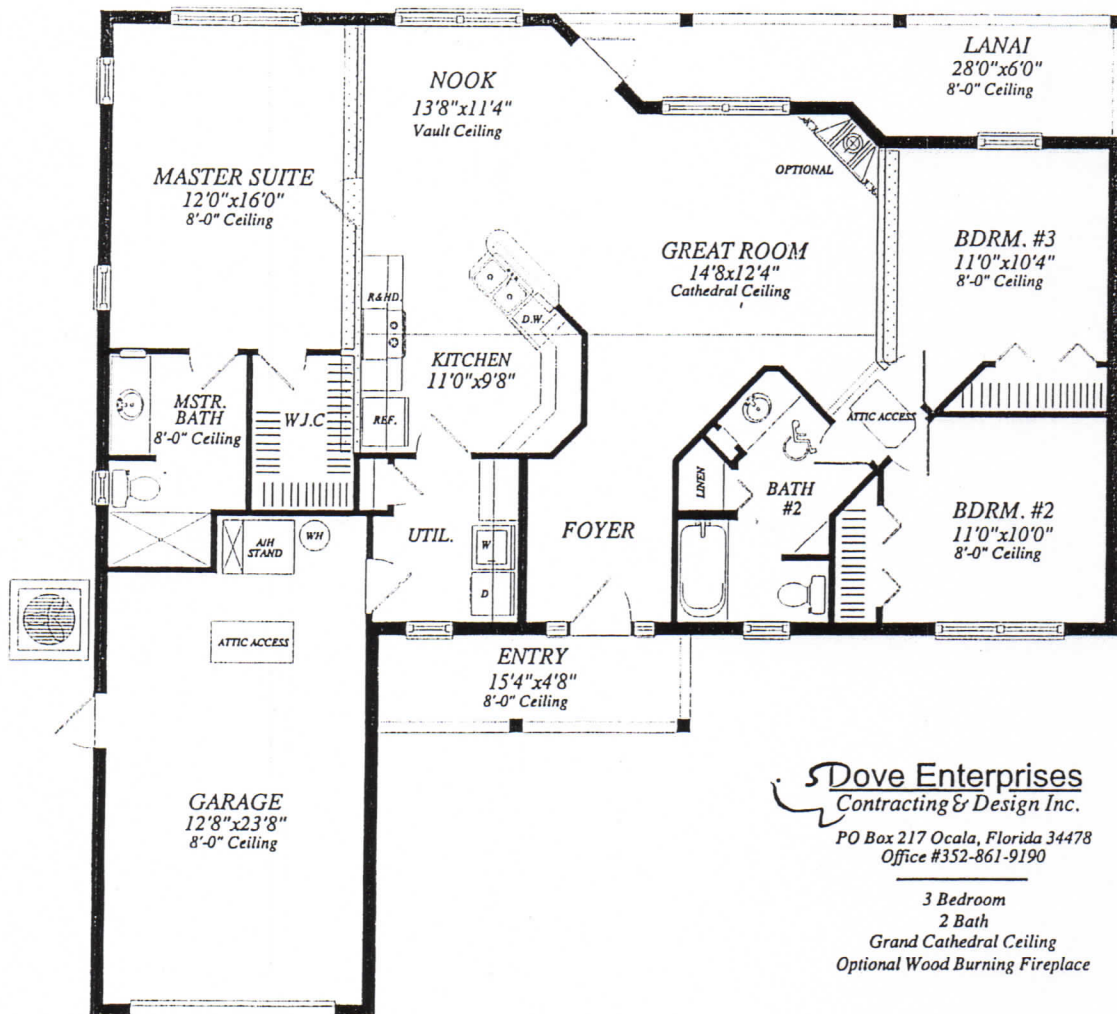 LANAI
28'0"x6'0"
8'-0" Ceiling
NOOK
13'8"x11'4"
Vault Ceiling
OPTIONAL
MASTER SUITE
12'0"x16'0"
8'-0" Ceiling
GREAT ROOM
14'8x12'4"
Cathedral Ceiling
BDRM. #3
11'0"x10'4"
8'-0" Ceiling
R&HD.
D.W.
KITCHEN
11'0"x9'8"
REF.
MSTR.
BATH
8'-0" Ceiling
W.I.C
ATTIC ACCESS
LINEN
BATH
#2
BDRM. #2
11'0"x10'0"
8'-0" Ceiling
A/H
STAND
WH
UTIL.
W
D
FOYER
ATTIC ACCESS
ENTRY
15'4"x4'8"
8'-0" Ceiling
GARAGE
12'8"x23'8"
8'-0" Ceiling
Dove Enterprises
Contracting & Design Inc.
PO Box 217 Ocala, Florida 34478
Office #352-861-9190
3 Bedroom
2 Bath
Grand Cathedral Ceiling
Optional Wood Burning Fireplace